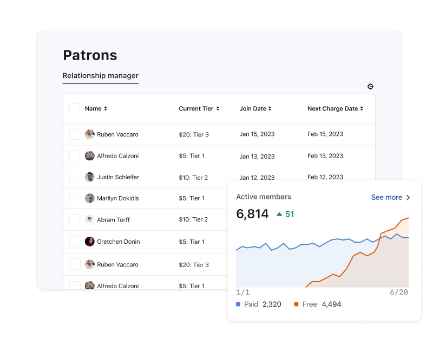 Patrons
Relationship manager
Name Current Tier Join Date Next Charge Date
Ruben Vaccaro $20: Tier 3 Jan 15, 2023 Feb 15, 2023
Alfredo Calzoni $5: Tier 1 Jan 13, 2023 Feb 13, 2023
Justin Schleifer $10: Tier 2 Jan 12, 2023 Feb 12, 2023
Marilyn Dokidis $5: Tier 1
Abram Torff $10: Tier 2
Gretchen Donin $5: Tier 1
Ruben Vaccaro $20: Tier 3
Alfredo Calzoni $5: Tier 1
Active members See more
6,814 51
1/1 6/20
Paid 2,320 Free 4,494